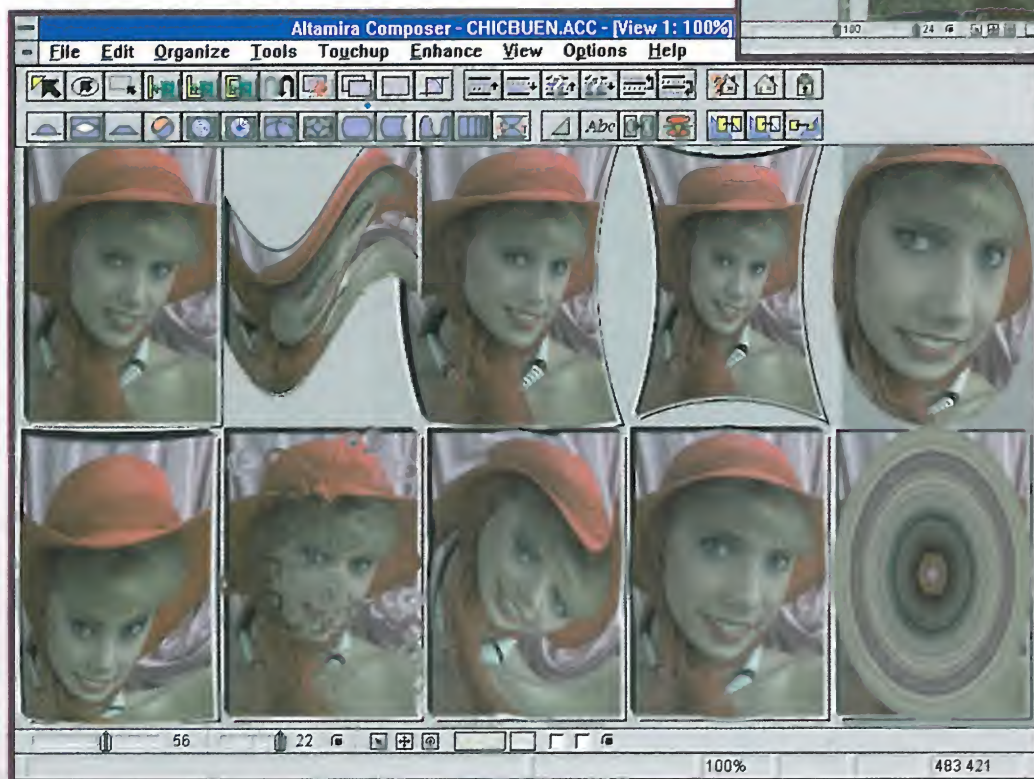 180 24
Altamira Composer - CHICBUEN.ACC - [View 1: 100%]
File Edit Organize Tools Touchup Enhance View Options Help
Abc
56 22
100% 483 421